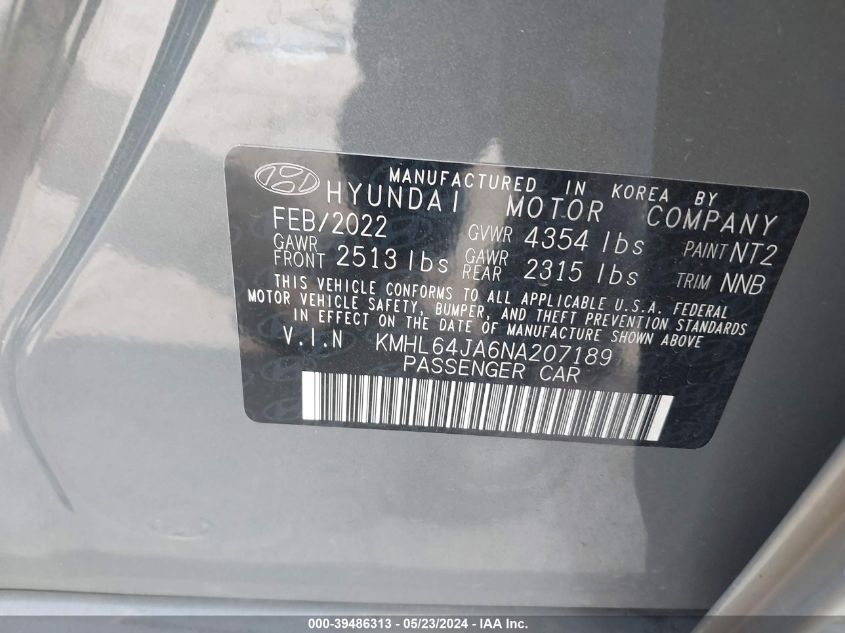 MANUFACTURED IN KOREA BY
HYUNDAI MOTOR COMPANY
FEB/2022 GVWR 4354 lbs PAINT NT2
GAWR FRONT 2513 lbs GAWR REAR 2315 lbs TRIM NNB
THIS VEHICLE CONFORMS TO ALL APPLICABLE U.S.A. FEDERAL
MOTOR VEHICLE SAFETY, BUMPER, AND THEFT PREVENTION STANDARDS
IN EFFECT ON THE DATE OF MANUFACTURE SHOWN ABOVE.
V.I.N KMHL64JA6NA207189
PASSENGER CAR
000-39486313 - 05/23/2024 - IAA Inc.